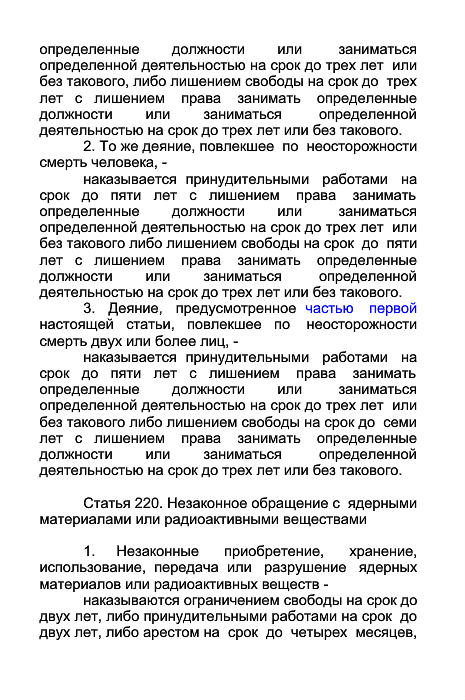 определенные должности или заниматься
определенной деятельностью на срок до трех лет или
без такового, либо лишением свободы на срок до трех
лет с лишением права занимать определенные
должности или заниматься определенной
деятельностью на срок до трех лет или без такового.
2. То же деяние, повлекшее по неосторожности
смерть человека, -
наказывается принудительными работами на
срок до пяти лет с лишением права занимать
определенные должности или заниматься
определенной деятельностью на срок до трех лет или
без такового либо лишением свободы на срок до пяти
лет с лишением права занимать определенные
должности или заниматься определенной
деятельностью на срок до трех лет или без такового.
3. Деяние, предусмотренное частью первой
настоящей статьи, повлекшее по неосторожности
смерть двух или более лиц, -
наказывается принудительными работами на
срок до пяти лет с лишением права занимать
определенные должности или заниматься
определенной деятельностью на срок до трех лет или
без такового либо лишением свободы на срок до семи
лет с лишением права занимать определенные
должности или заниматься определенной
деятельностью на срок до трех лет или без такового.
Статья 220. Незаконное обращение с ядерными
материалами или радиоактивными веществами
1. Незаконные приобретение, хранение,
использование, передача или разрушение ядерных
материалов или радиоактивных веществ -
наказываются ограничением свободы на срок до
двух лет, либо принудительными работами на срок до
двух лет, либо арестом на срок до четырех месяцев,